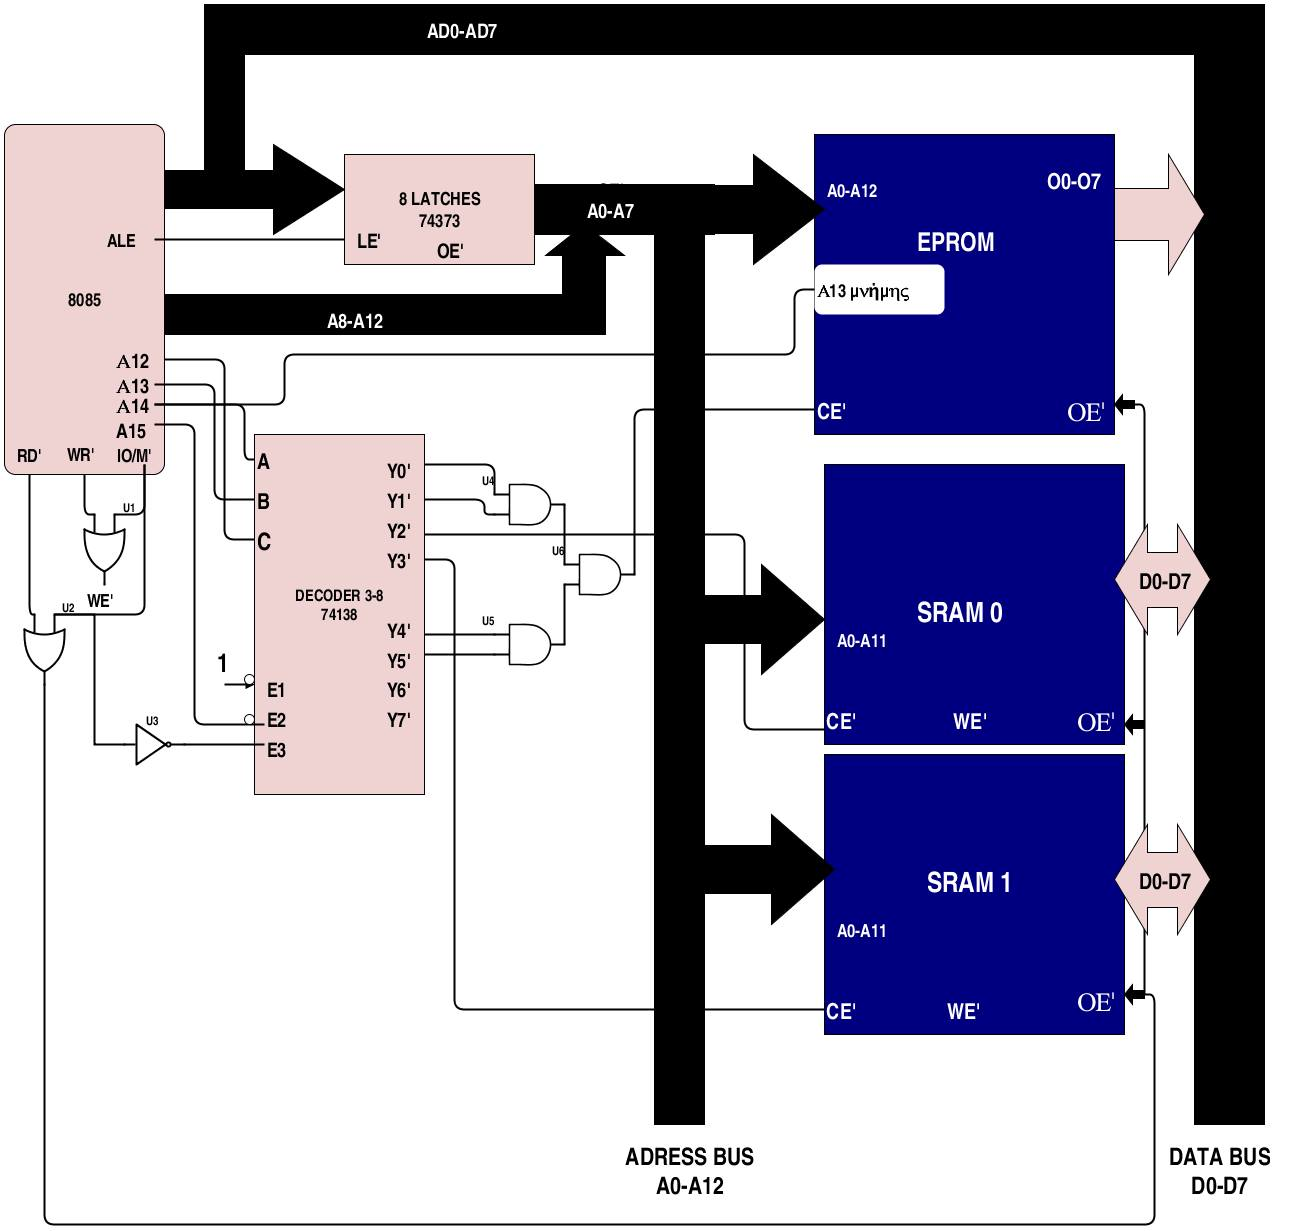 AD0-AD7
8 LATCHES
74373
LE'
OE'
A0-A7
A0-A12
O0-O7
EPROM
A13 μνήμης
CE'
OE'
ALE
8085
A8-A12
A12
A13
A14
A15
RD'
WR'
IO/M'
U1
WE'
U2
U3
1
A
B
C
DECODER 3-8
74138
E1
E2
E3
Y0'
Y1'
Y2'
Y3'
Y4'
Y5'
Y6'
Y7'
U4
U6
U5
SRAM 0
A0-A11
CE'
WE'
OE'
D0-D7
SRAM 1
A0-A11
CE'
WE'
OE'
D0-D7
ADRESS BUS
A0-A12
DATA BUS
D0-D7